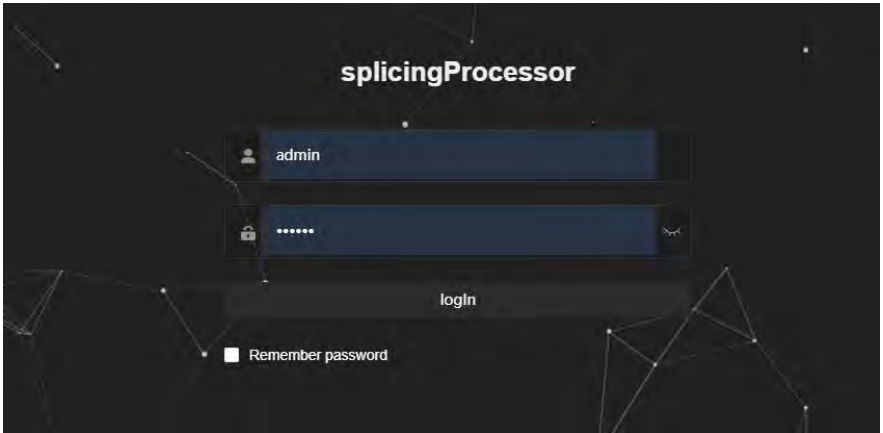 splicingProcessor
admin
••••••
logIn
Remember password